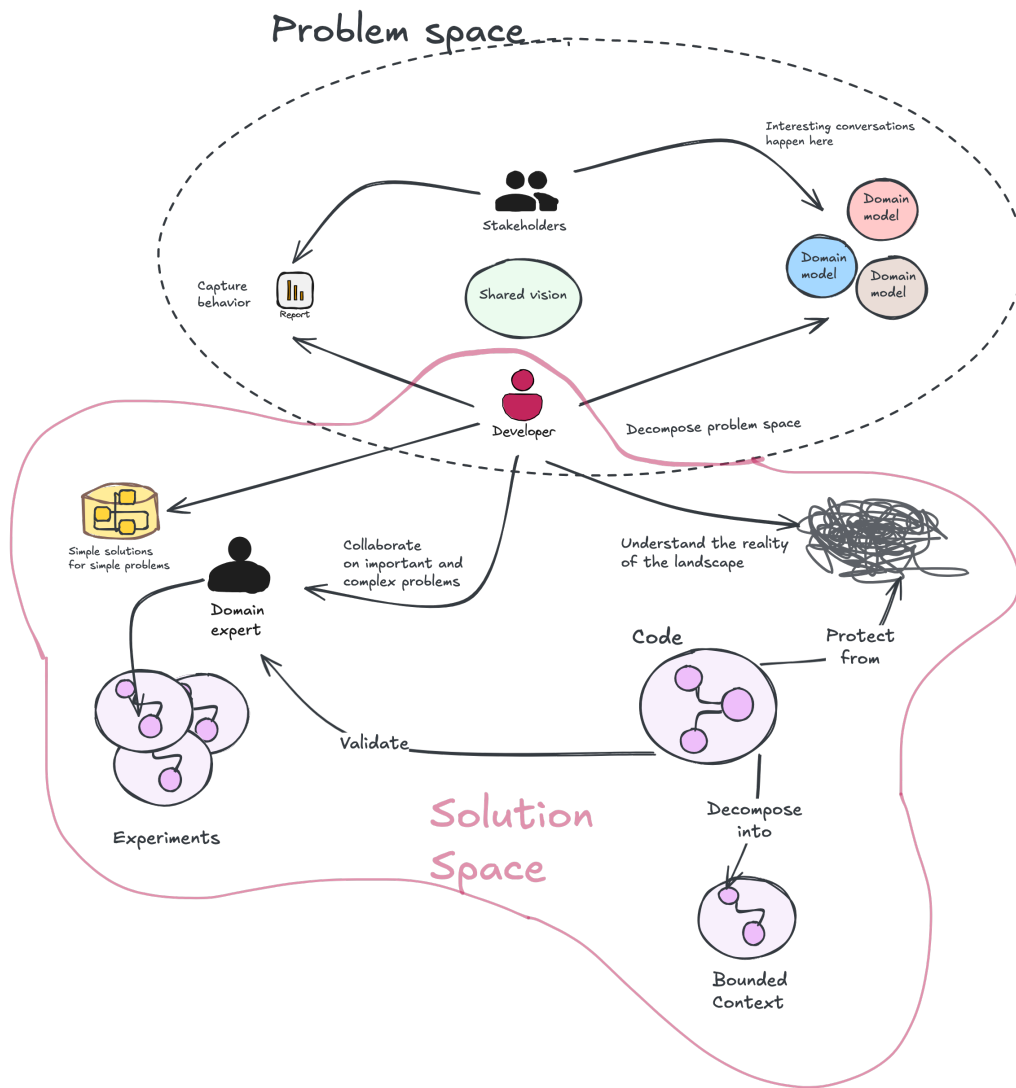 Problem space
Interesting conversations
happen here
Stakeholders
Domain
model
Domain
model
Domain
model
Capture
behavior
Report
Shared vision
Developer
Decompose problem space
Simple solutions
for simple problems
Collaborate
on important and
complex problems
Understand the reality
of the landscape
Domain
expert
Code
Protect
from
Validate
Decompose
into
Solution
Space
Experiments
Bounded
Context